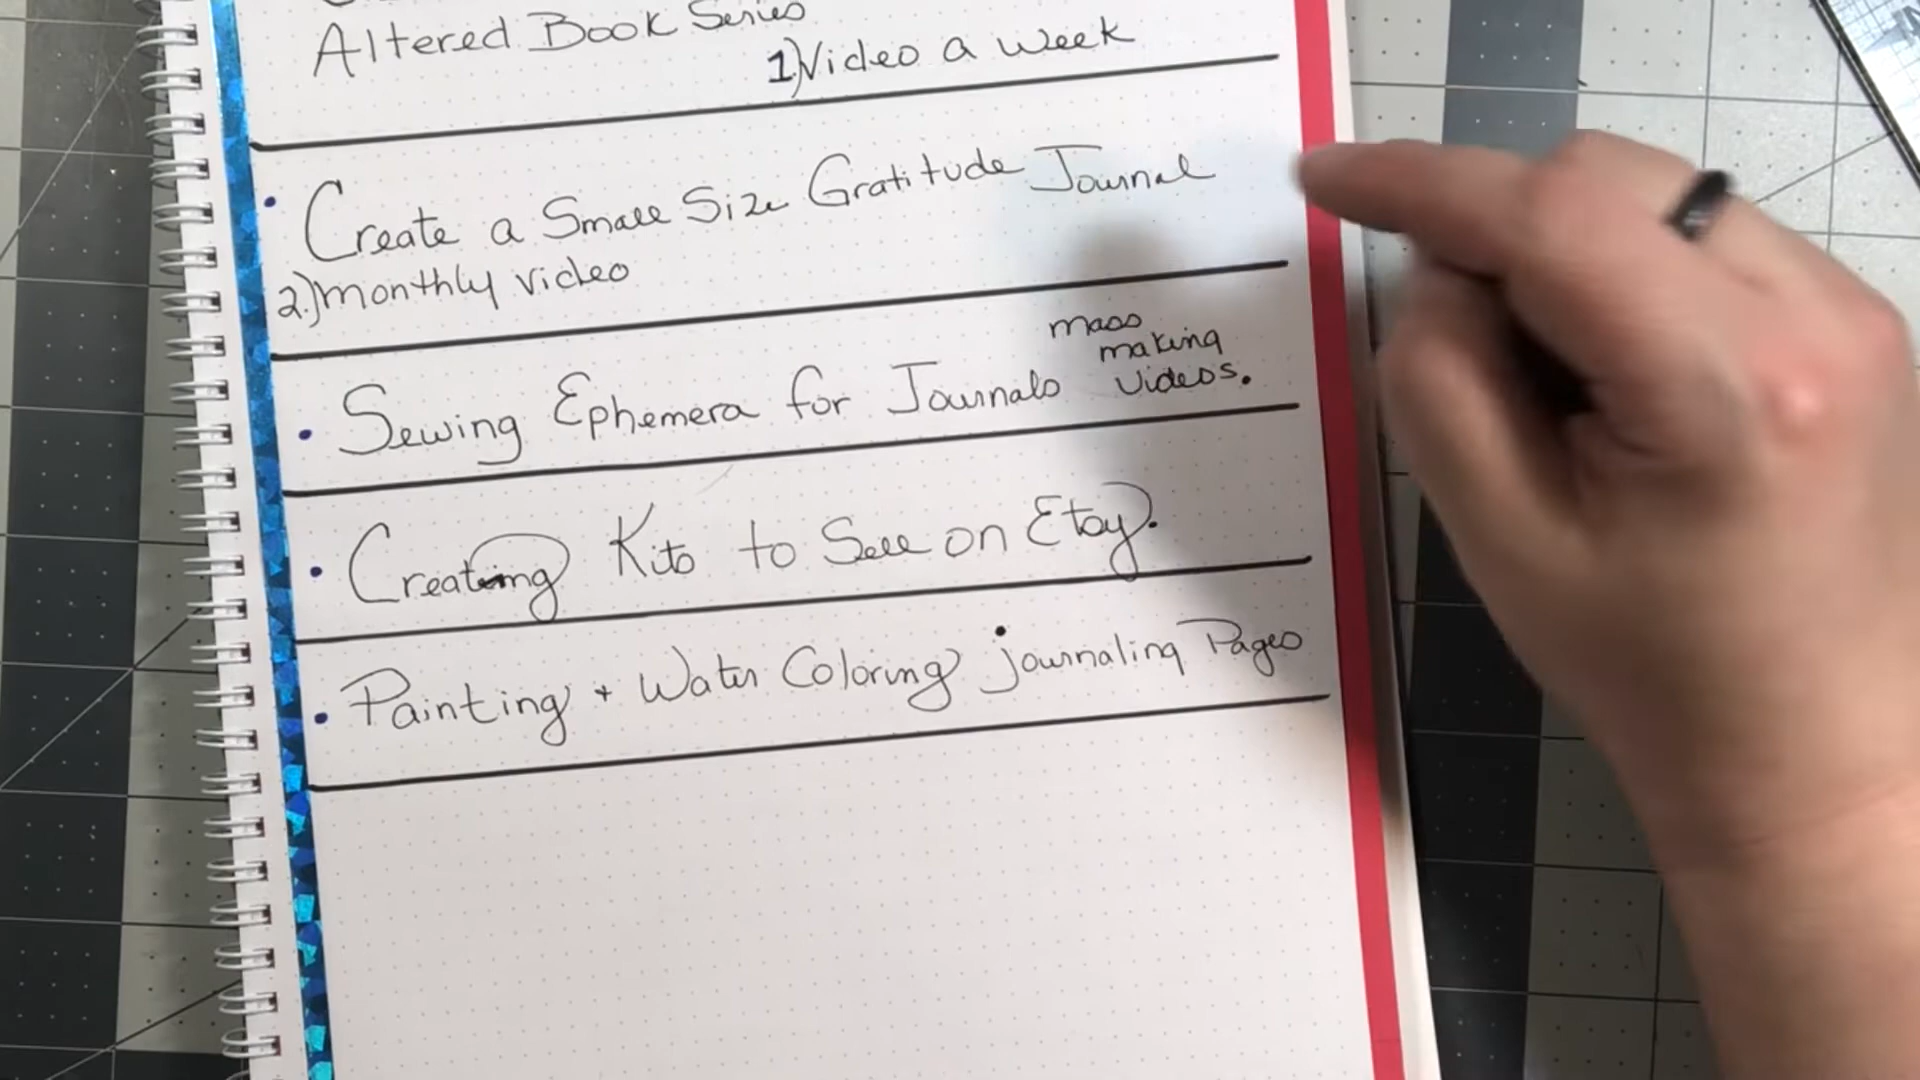 Altered Book Series
1) Video a week
• Create a Small Size Gratitude Journal
2.) monthly video
mass
making
• Sewing Ephemera for Journals videos.
• Creating Kits to Sell on Etsy.
• Painting + Water Coloring journaling Pages